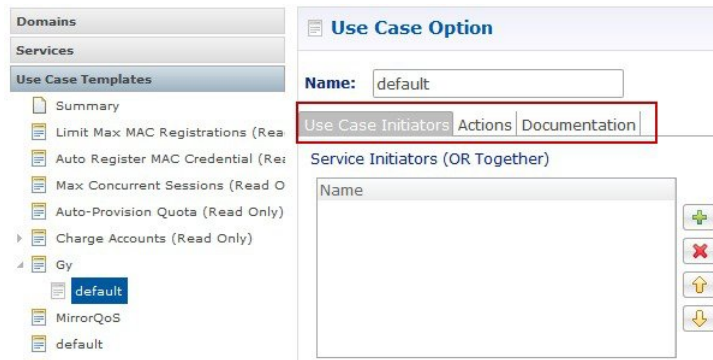 Domains
Services
Use Case Templates
Summary
Limit Max MAC Registrations (Rea
Auto Register MAC Credential (Rea
Max Concurrent Sessions (Read O
Auto-Provision Quota (Read Only)
Charge Accounts (Read Only)
Gy
default
MirrorQoS
default
Use Case Option
Name: default
Use Case Initiators Actions Documentation
Service Initiators (OR Together)
Name